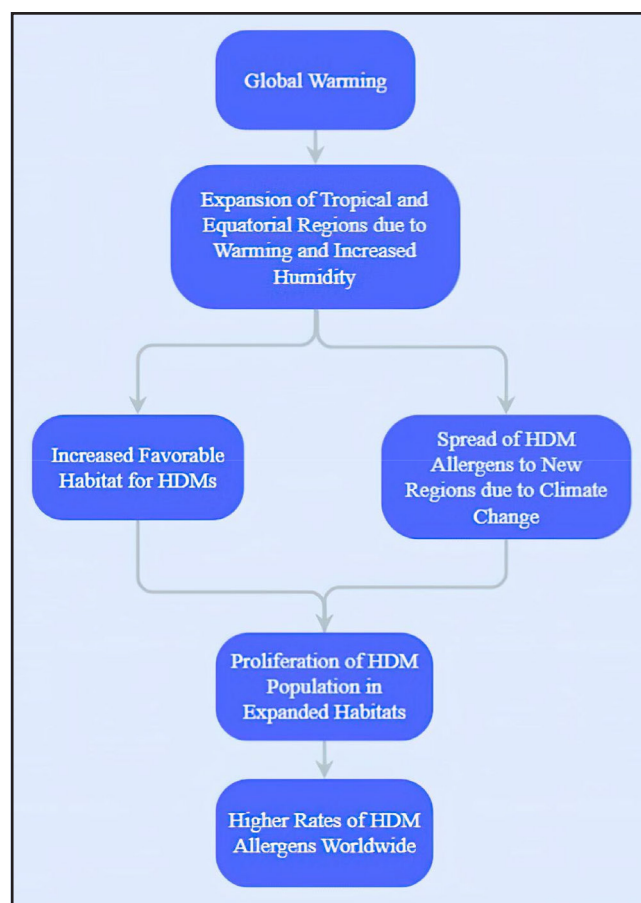 Global Warming
Expansion of Tropical and
Equatorial Regions due to
Warming and Increased
Humidity
Increased Favorable
Habitat for HDMs
Spread of HDM
Allergens to New
Regions due to Climate
Change
Proliferation of HDM
Population in
Expanded Habitats
Higher Rates of HDM
Allergens Worldwide